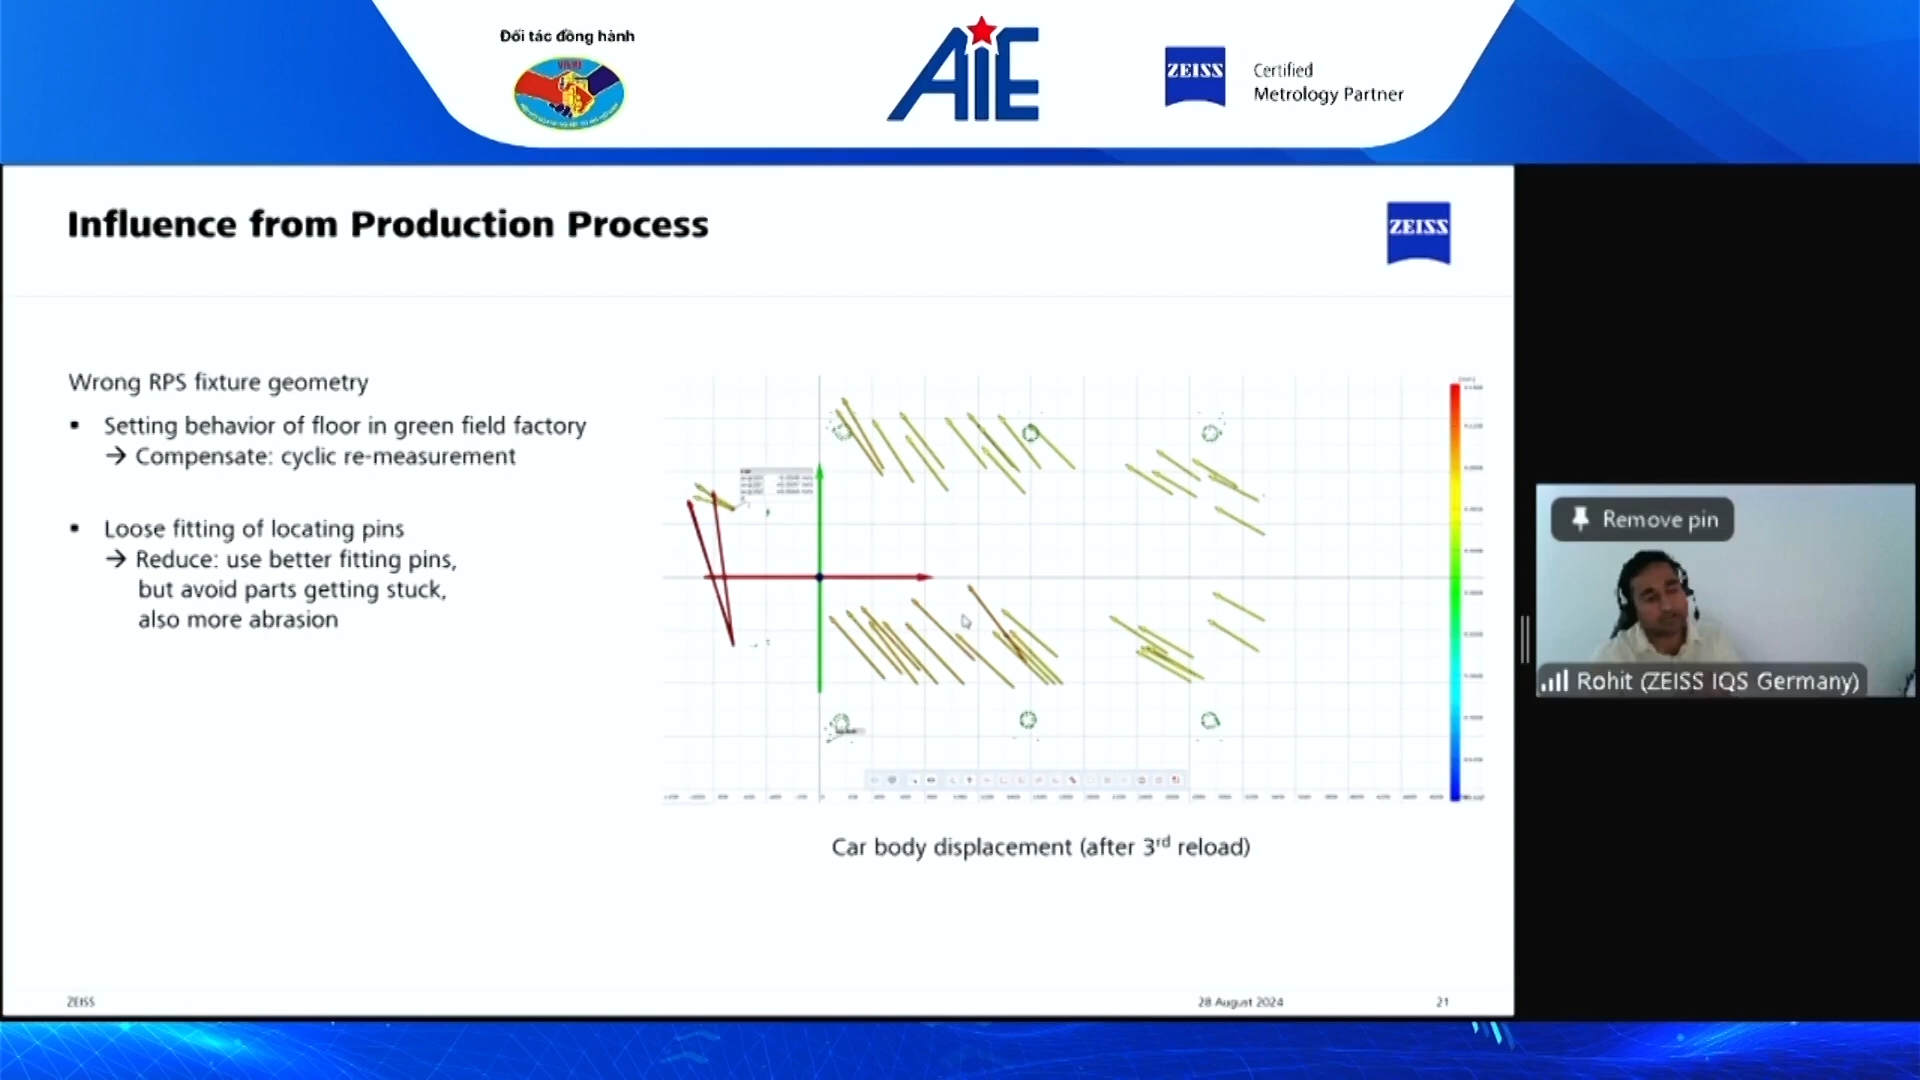 Đối tác đồng hành
AiE
ZEISS
Certified
Metrology Partner
Influence from Production Process
ZEISS
Wrong RPS fixture geometry
▪ Setting behavior of floor in green field factory
→ Compensate: cyclic re-measurement
▪ Loose fitting of locating pins
→ Reduce: use better fitting pins,
but avoid parts getting stuck,
also more abrasion
Car body displacement (after 3rd reload)
Remove pin
Rohit (ZEISS IQS Germany)
ZEISS
28 August 2024
21